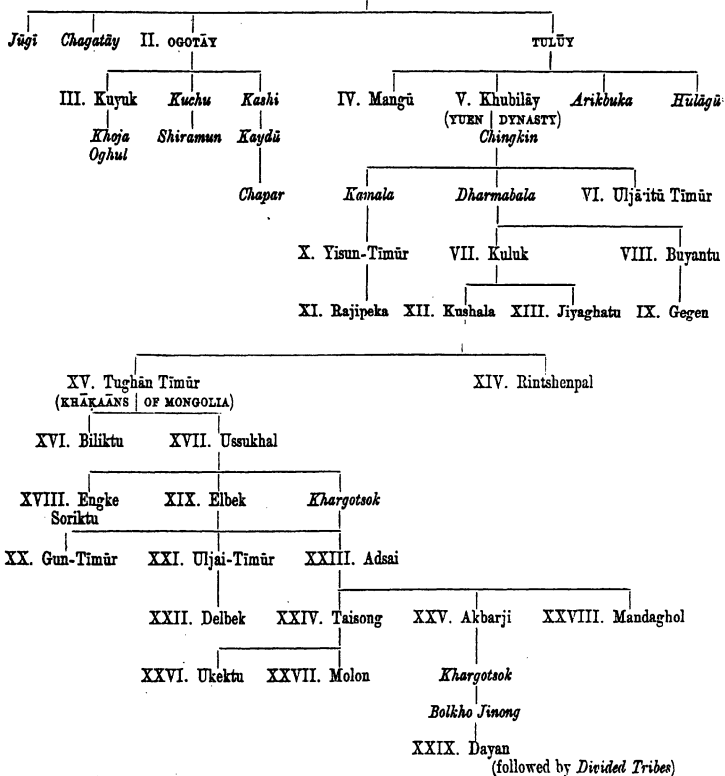 Jūgī Chagatāy II. OGOTĀY TULŪY
III. Kuyuk Kuchu Kashi IV. Mangū V. Khubilāy Arikbuka Hūlāgū
(YUEN DYNASTY)
Khoja Shiramun Kaydū Chingkin
Oghul
Chapar Kamala Dharmabala VI. Uljā·itū Tīmūr
X. Yisun-Tīmūr VII. Kuluk VIII. Buyantu
XI. Rajipeka XII. Kushala XIII. Jiyaghatu IX. Gegen
XV. Tughān Tīmūr XIV. Rintshenpal
(KHĀKAĀNS OF MONGOLIA)
XVI. Biliktu XVII. Ussukhal
XVIII. Engke XIX. Elbek Khargotsok
Soriktu
XX. Gun-Tīmūr XXI. Uljai-Tīmūr XXIII. Adsai
XXII. Delbek XXIV. Taisong XXV. Akbarji XXVIII. Mandaghol
XXVI. Ukektu XXVII. Molon Khargotsok
Bolkho Jinong
XXIX. Dayan
(followed by Divided Tribes)